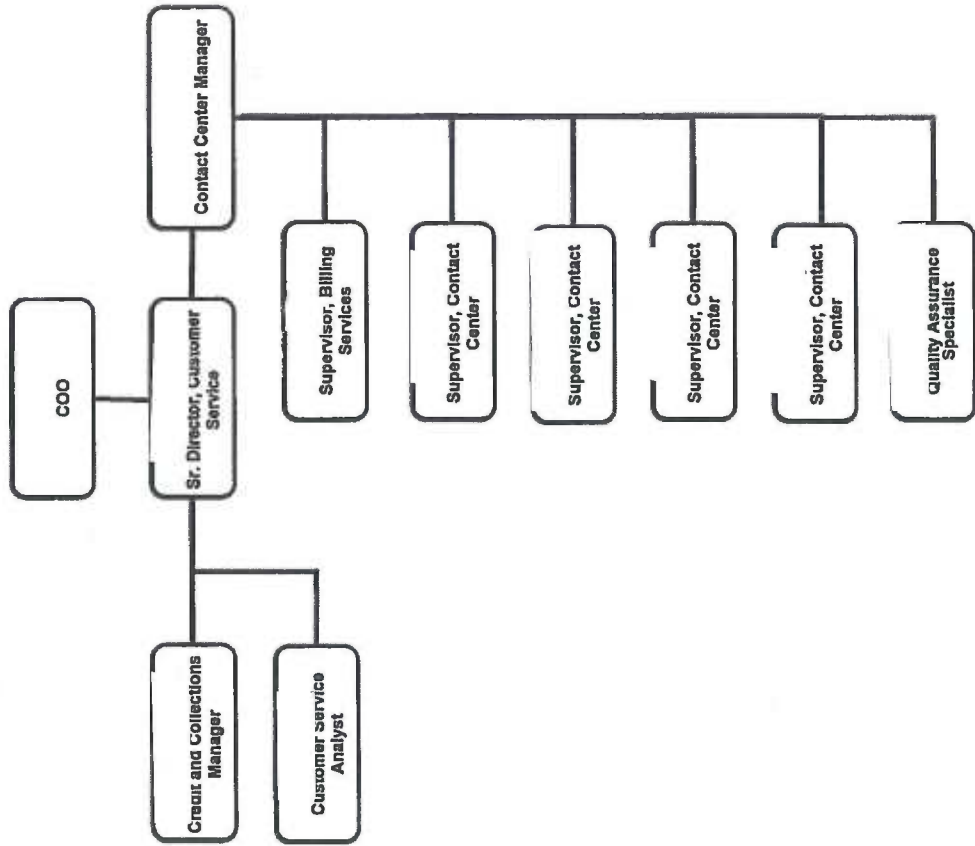 COO
Sr. Director, Customer
Service
Contact Center Manager
Credit and Collections
Manager
Customer Service
Analyst
Supervisor, Billing
Services
Supervisor, Contact
Center
Supervisor, Contact
Center
Supervisor, Contact
Center
Supervisor, Contact
Center
Quality Assurance
Specialist